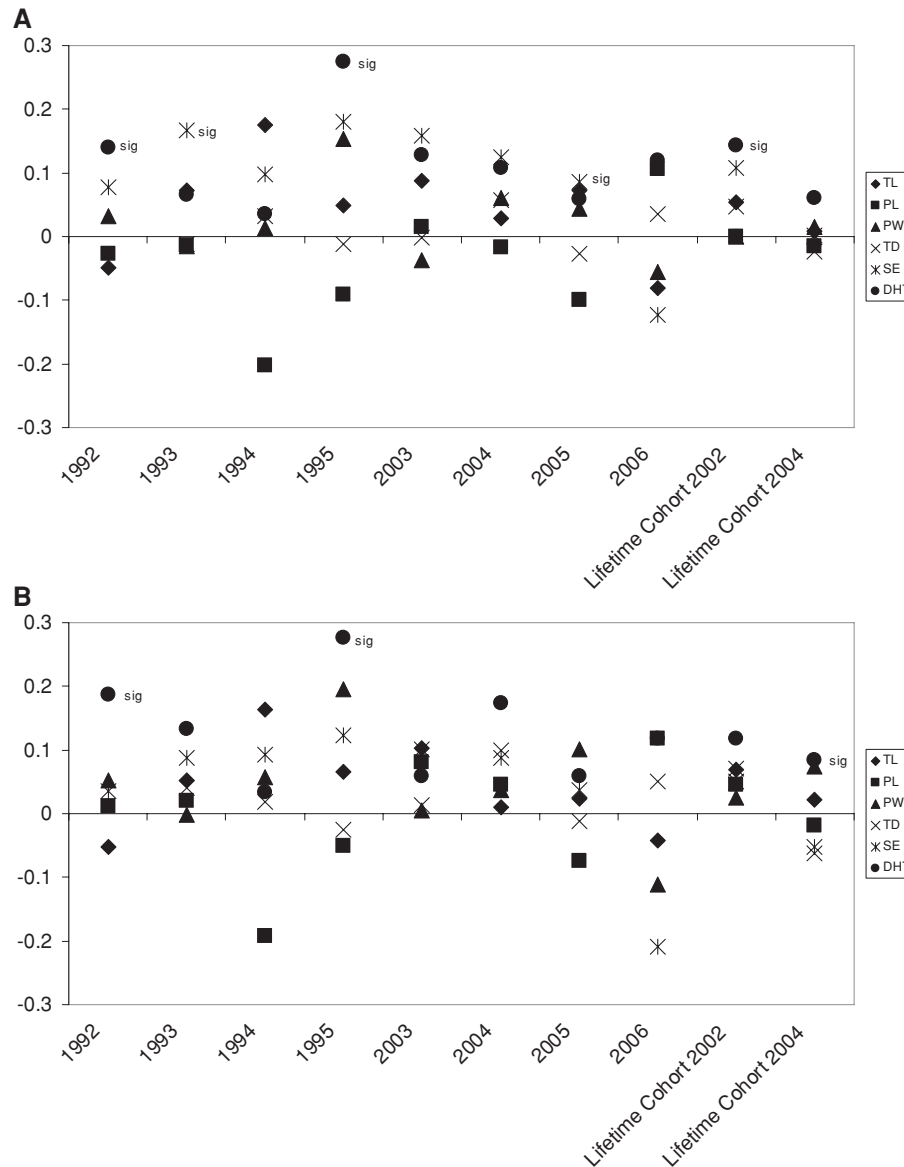 A
0.3
0.2
0.1
0
-0.1
-0.2
-0.3
sig
sig
sig
sig
sig
TL
PL
PW
TD
SE
DHT
1992
1993
1994
1995
2003
2004
2005
2006
Lifetime Cohort 2002
Lifetime Cohort 2004
B
0.3
0.2
0.1
0
-0.1
-0.2
-0.3
sig
sig
sig
TL
PL
PW
TD
SE
DHT
1992
1993
1994
1995
2003
2004
2005
2006
Lifetime Cohort 2002
Lifetime Cohort 2004